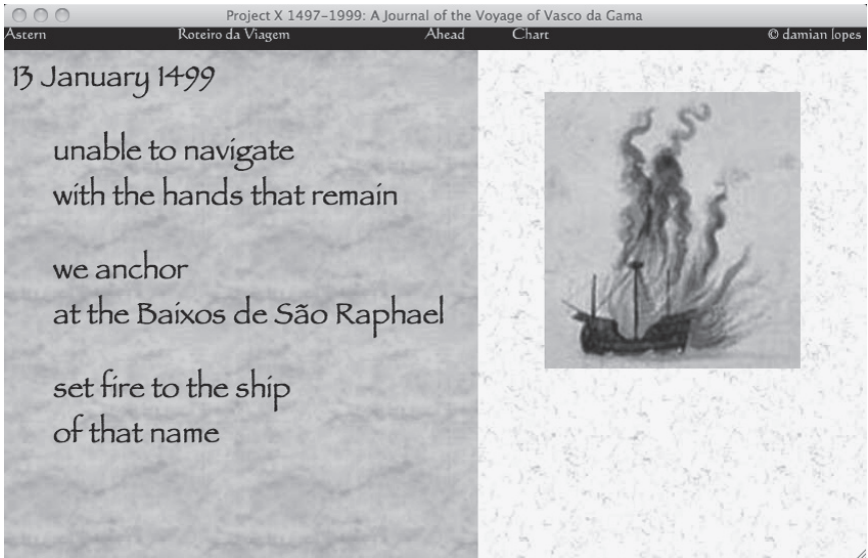 Project X 1497–1999: A Journal of the Voyage of Vasco da Gama
Astern Roteiro da Viagem Ahead Chart © damian lopes
13 January 1499
unable to navigate
with the hands that remain
we anchor
at the Baixos de São Raphael
set fire to the ship
of that name